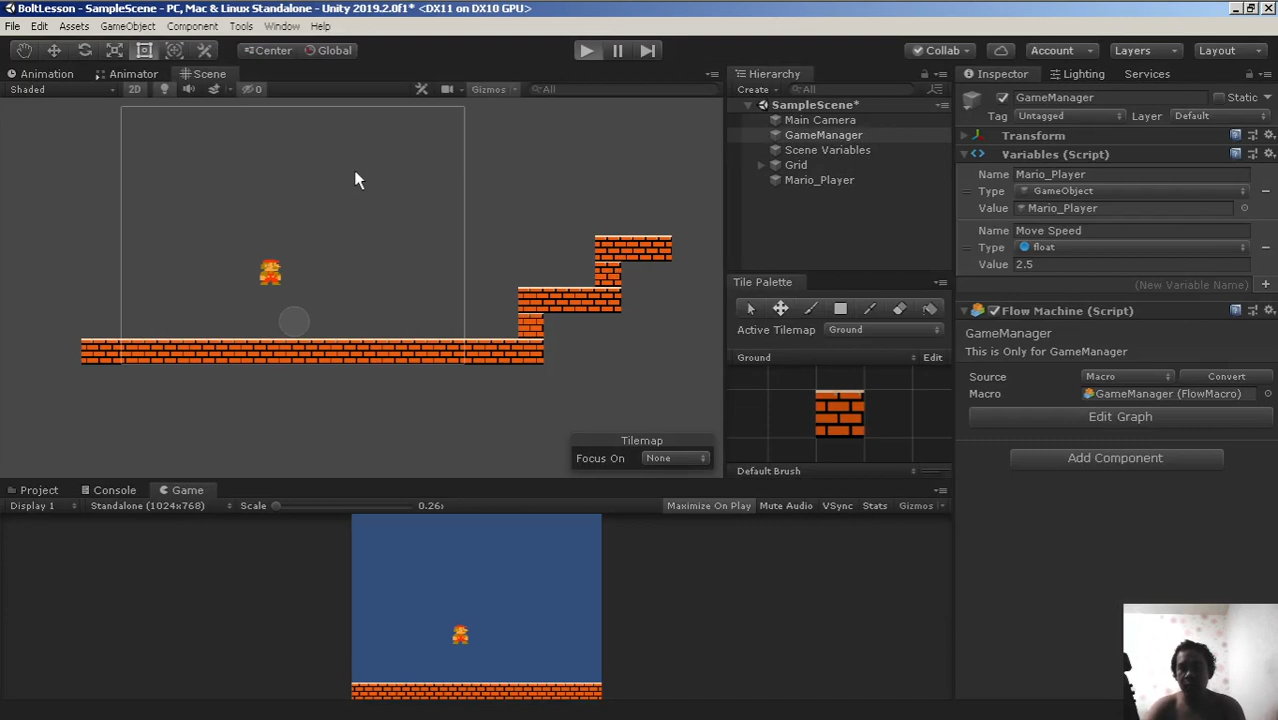 BoltLesson - SampleScene - PC, Mac & Linux Standalone - Unity 2019.2.0f1* <DX11 on DX10 GPU>
File Edit Assets GameObject Component Tools Window Help
Center Global Collab Account Layers Layout
Animation Animator Scene
Shaded 2D 0 Gizmos All
Hierarchy
Create All
SampleScene*
Main Camera
GameManager
Scene Variables
Grid
Mario_Player
Tilemap
Focus On None
Tile Palette
Active Tilemap Ground
Ground Edit
Default Brush
Inspector Lighting Services
GameManager Static
Tag Untagged Layer Default
Transform
Variables (Script)
Name Mario_Player
Type GameObject
Value Mario_Player
Name Move Speed
Type float
Value 2.5
(New Variable Name)
Flow Machine (Script)
GameManager
This is Only for GameManager
Source Macro Convert
Macro GameManager (FlowMacro)
Edit Graph
Add Component
Project Console Game
Display 1 Standalone (1024x768) Scale 0.26x Maximize On Play Mute Audio VSync Stats Gizmos